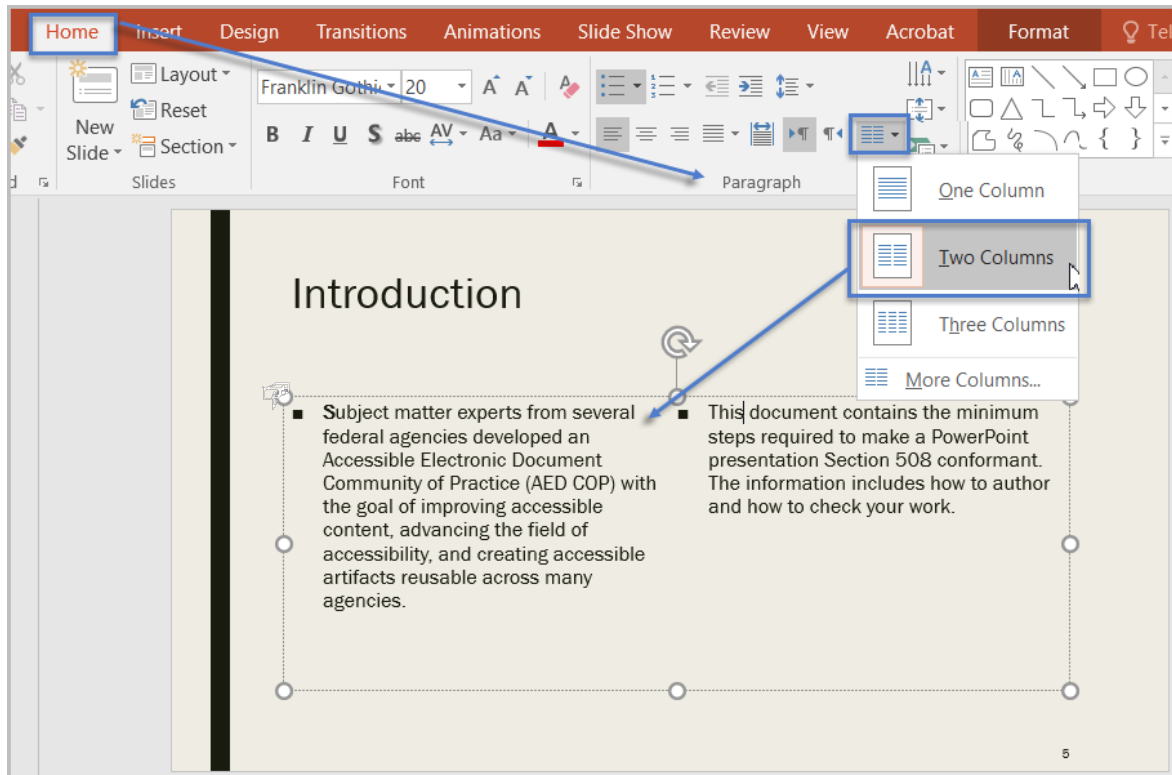 Home Insert Design Transitions Animations Slide Show Review View Acrobat Format Tel
Layout
Reset
New
Slide
Section
Franklin Gothi 20 A A
B I U S abc AV Aa A
Slides Font Paragraph
One Column
Two Columns
Three Columns
More Columns...
Introduction
■ Subject matter experts from several
federal agencies developed an
Accessible Electronic Document
Community of Practice (AED COP) with
the goal of improving accessible
content, advancing the field of
accessibility, and creating accessible
artifacts reusable across many
agencies.
■ This document contains the minimum
steps required to make a PowerPoint
presentation Section 508 conformant.
The information includes how to author
and how to check your work.
5